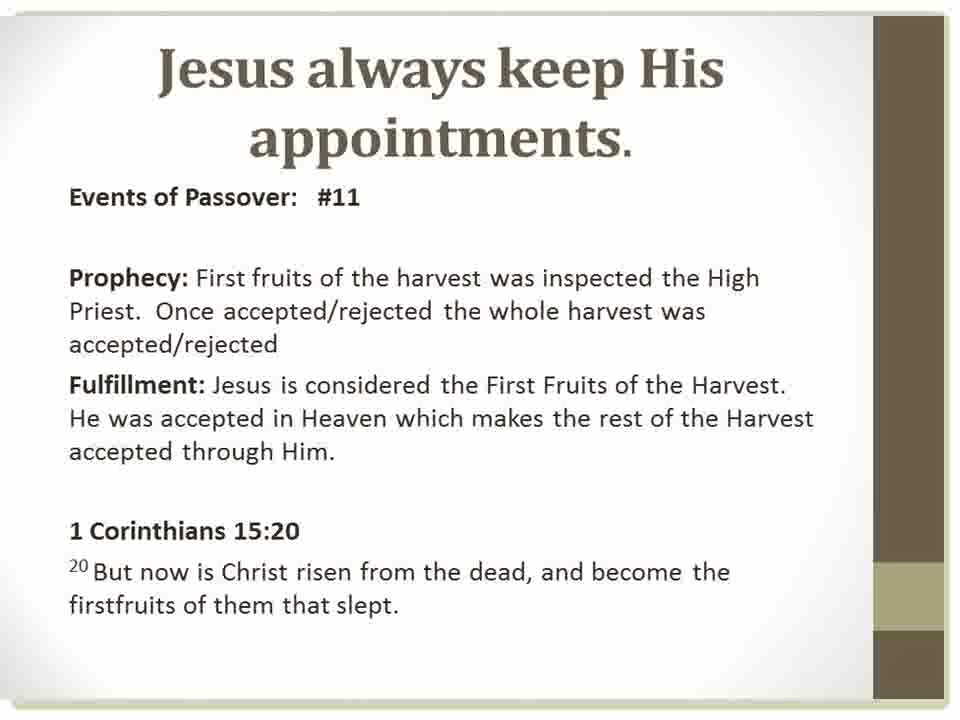 Jesus always keep His
appointments.
Events of Passover: #11
Prophecy: First fruits of the harvest was inspected the High
Priest. Once accepted/rejected the whole harvest was
accepted/rejected
Fulfillment: Jesus is considered the First Fruits of the Harvest.
He was accepted in Heaven which makes the rest of the Harvest
accepted through Him.
1 Corinthians 15:20
20 But now is Christ risen from the dead, and become the
firstfruits of them that slept.